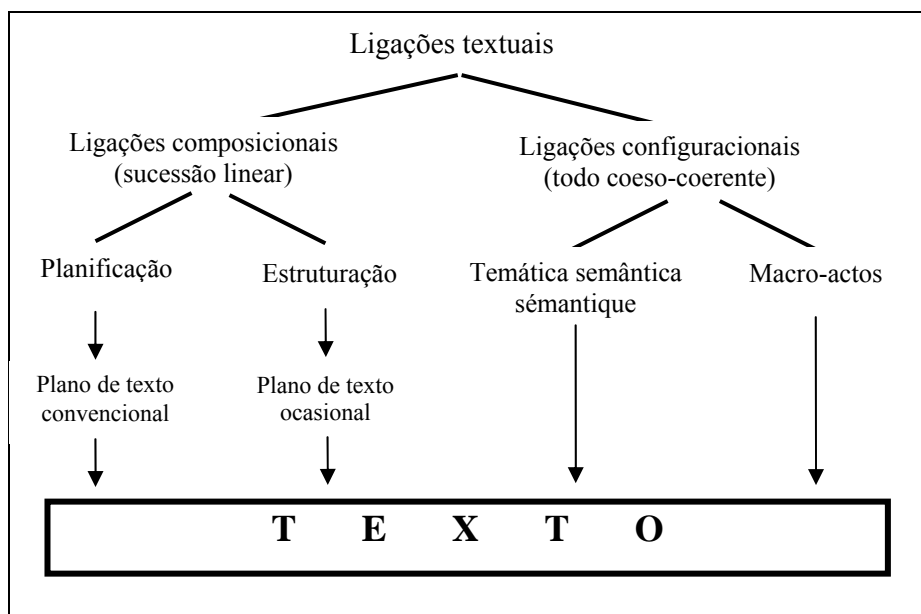 Ligações textuais
Ligações composicionais
(sucessão linear)
Ligações configuracionais
(todo coeso-coerente)
Planificação
Estruturação
Temática semântica
sémantique
Macro-actos
Plano de texto
convencional
Plano de texto
ocasional
T E X T O